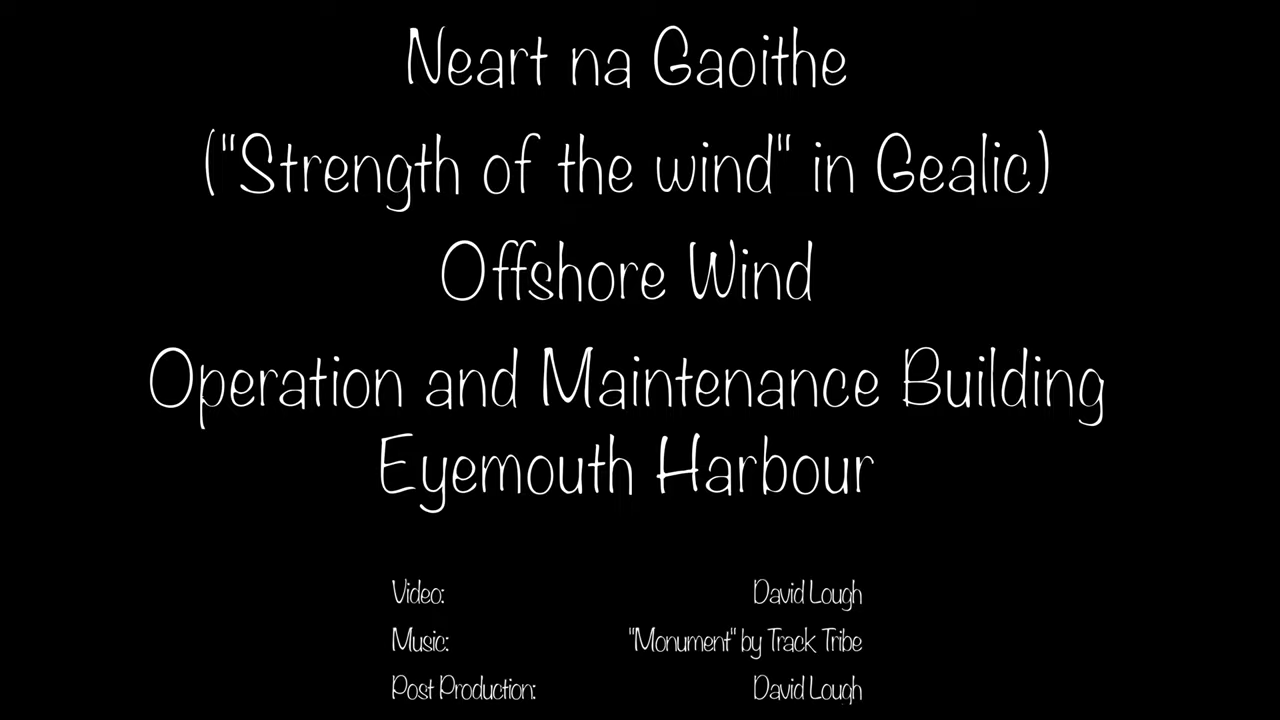 Neart na Gaoithe
("Strength of the wind" in Gealic)
Offshore Wind
Operation and Maintenance Building
Eyemouth Harbour
Video: David Lough
Music: "Monument" by Track Tribe
Post Production: David Lough